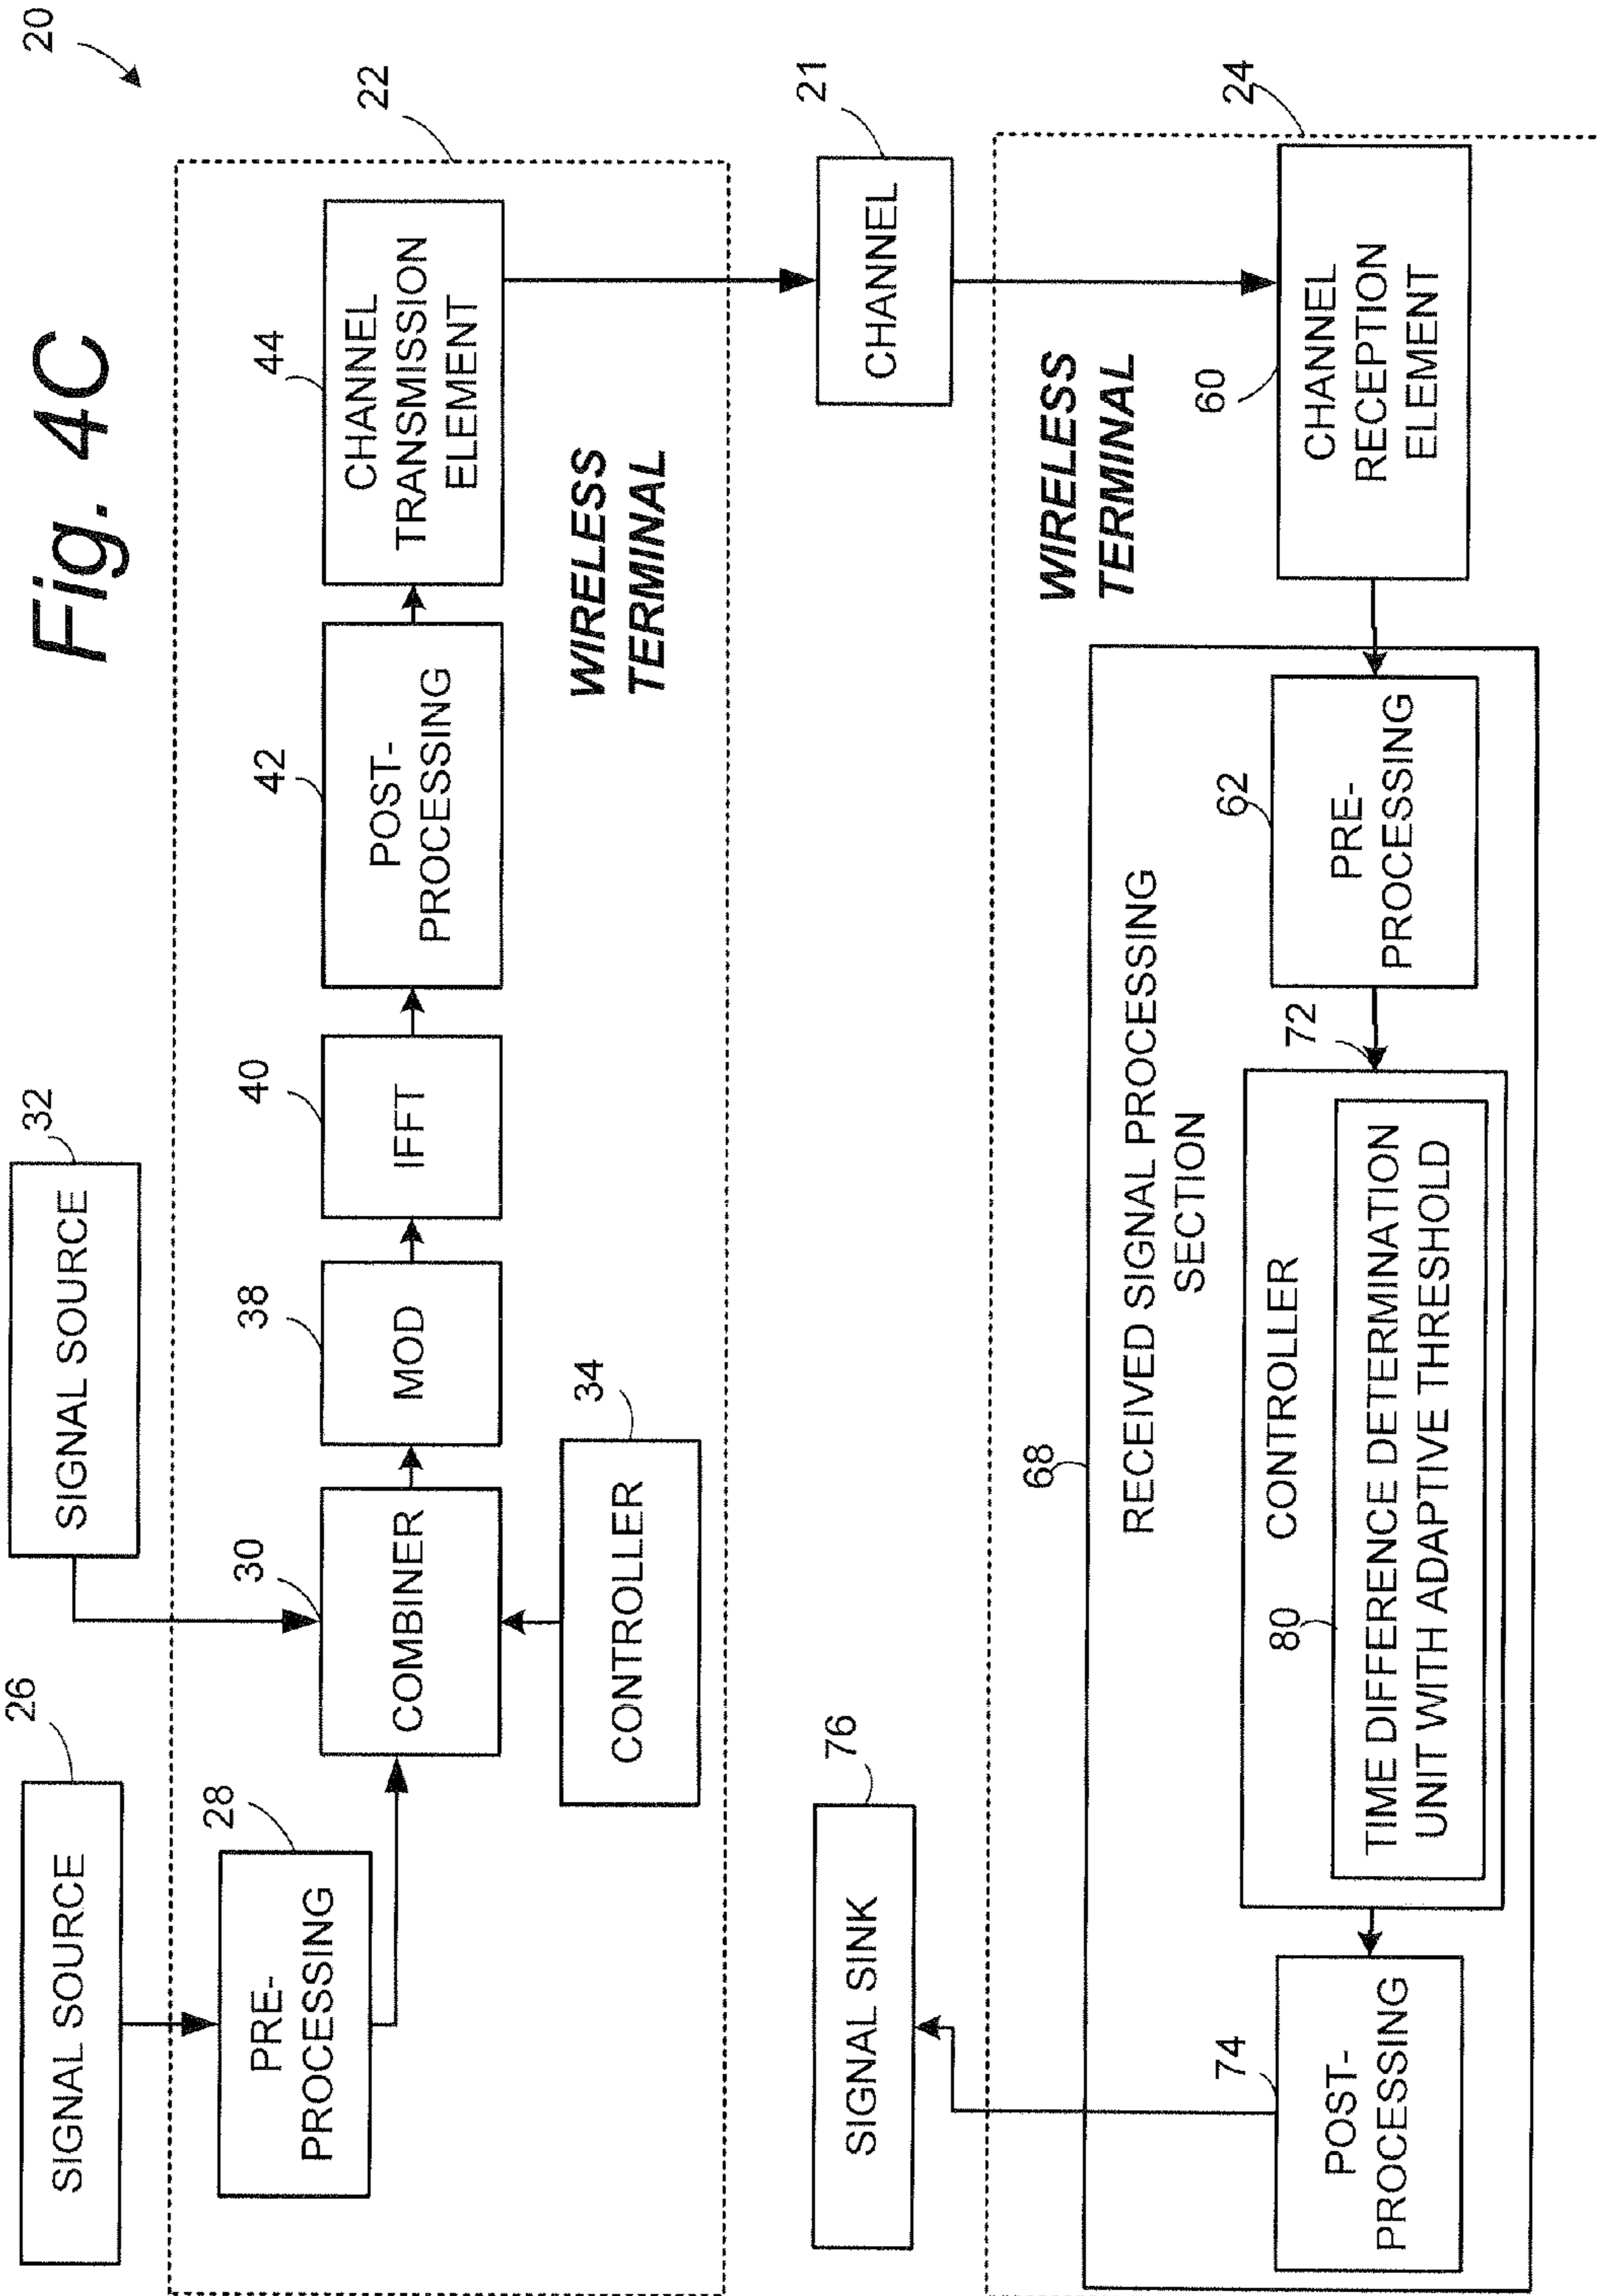 Fig. 4C
20
26
SIGNAL SOURCE
32
SIGNAL SOURCE
22
28
PRE-
PROCESSING
30
COMBINER
38
MOD
40
IFFT
42
POST-
PROCESSING
44
CHANNEL
TRANSMISSION
ELEMENT
34
CONTROLLER
WIRELESS
TERMINAL
76
SIGNAL SINK
21
CHANNEL
24
WIRELESS
TERMINAL
68
RECEIVED SIGNAL PROCESSING
SECTION
74
POST-
PROCESSING
CONTROLLER
72
80
TIME DIFFERENCE DETERMINATION
UNIT WITH ADAPTIVE THRESHOLD
62
PRE-
PROCESSING
60
CHANNEL
RECEPTION
ELEMENT